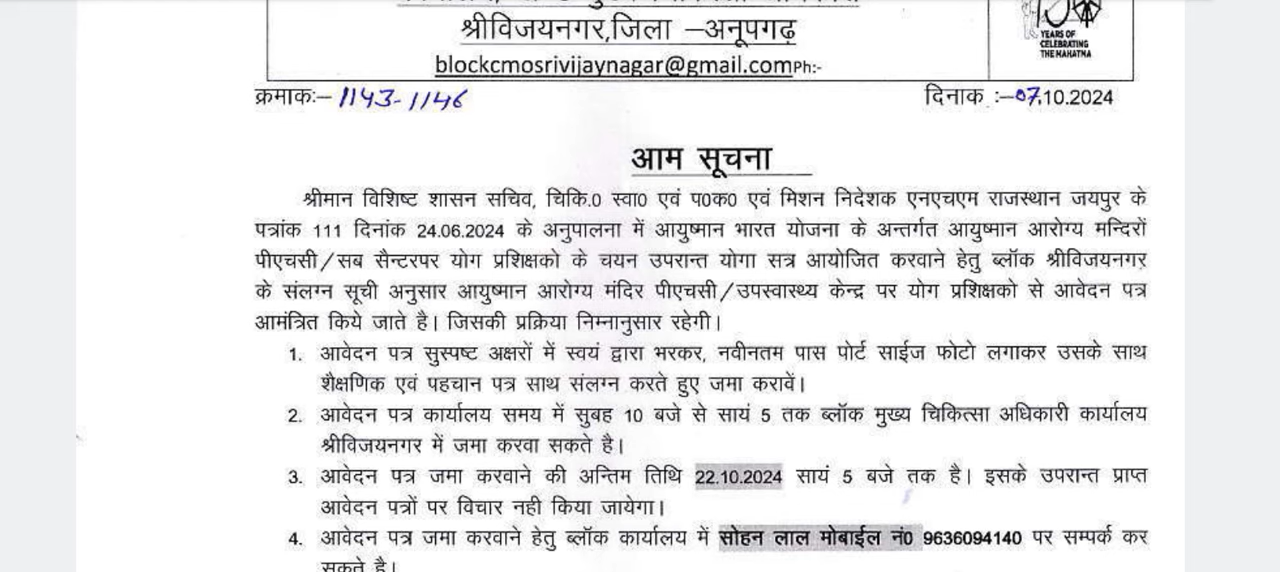 श्रीविजयनगर,जिला –अनूपगढ़
YEARS OF
CELEBRATING
THE MAHATMA
blockcmosrivijaynagar@gmail.comPh:-
क्रमाकः– 1143-1146
दिनाक :–07.10.2024
आम सूचना
श्रीमान विशिष्ट शासन सचिव, चिकि.0 स्वा0 एवं प0क0 एवं मिशन निदेशक एनएचएम राजस्थान जयपुर के
पत्रांक 111 दिनांक 24.06.2024 के अनुपालना में आयुष्मान भारत योजना के अन्तर्गत आयुष्मान आरोग्य मन्दिरों
पीएचसी/सब सैन्टरपर योग प्रशिक्षको के चयन उपरान्त योगा सत्र आयोजित करवाने हेतु ब्लॉक श्रीविजयनगर
के संलग्न सूची अनुसार आयुष्मान आरोग्य मंदिर पीएचसी/उपस्वास्थ्य केन्द्र पर योग प्रशिक्षको से आवेदन पत्र
आमंत्रित किये जाते है। जिसकी प्रक्रिया निम्नानुसार रहेगी।
1. आवेदन पत्र सुस्पष्ट अक्षरों में स्वयं द्वारा भरकर, नवीनतम पास पोर्ट साईज फोटो लगाकर उसके साथ
शैक्षणिक एवं पहचान पत्र साथ संलग्न करते हुए जमा करावें।
2. आवेदन पत्र कार्यालय समय में सुबह 10 बजे से सायं 5 तक ब्लॉक मुख्य चिकित्सा अधिकारी कार्यालय
श्रीविजयनगर में जमा करवा सकते है।
3. आवेदन पत्र जमा करवाने की अन्तिम तिथि 22.10.2024 सायं 5 बजे तक है। इसके उपरान्त प्राप्त
आवेदन पत्रों पर विचार नही किया जायेगा।
4. आवेदन पत्र जमा करवाने हेतु ब्लॉक कार्यालय में सोहन लाल मोबाईल नं0 9636094140 पर सम्पर्क कर
सकते है।